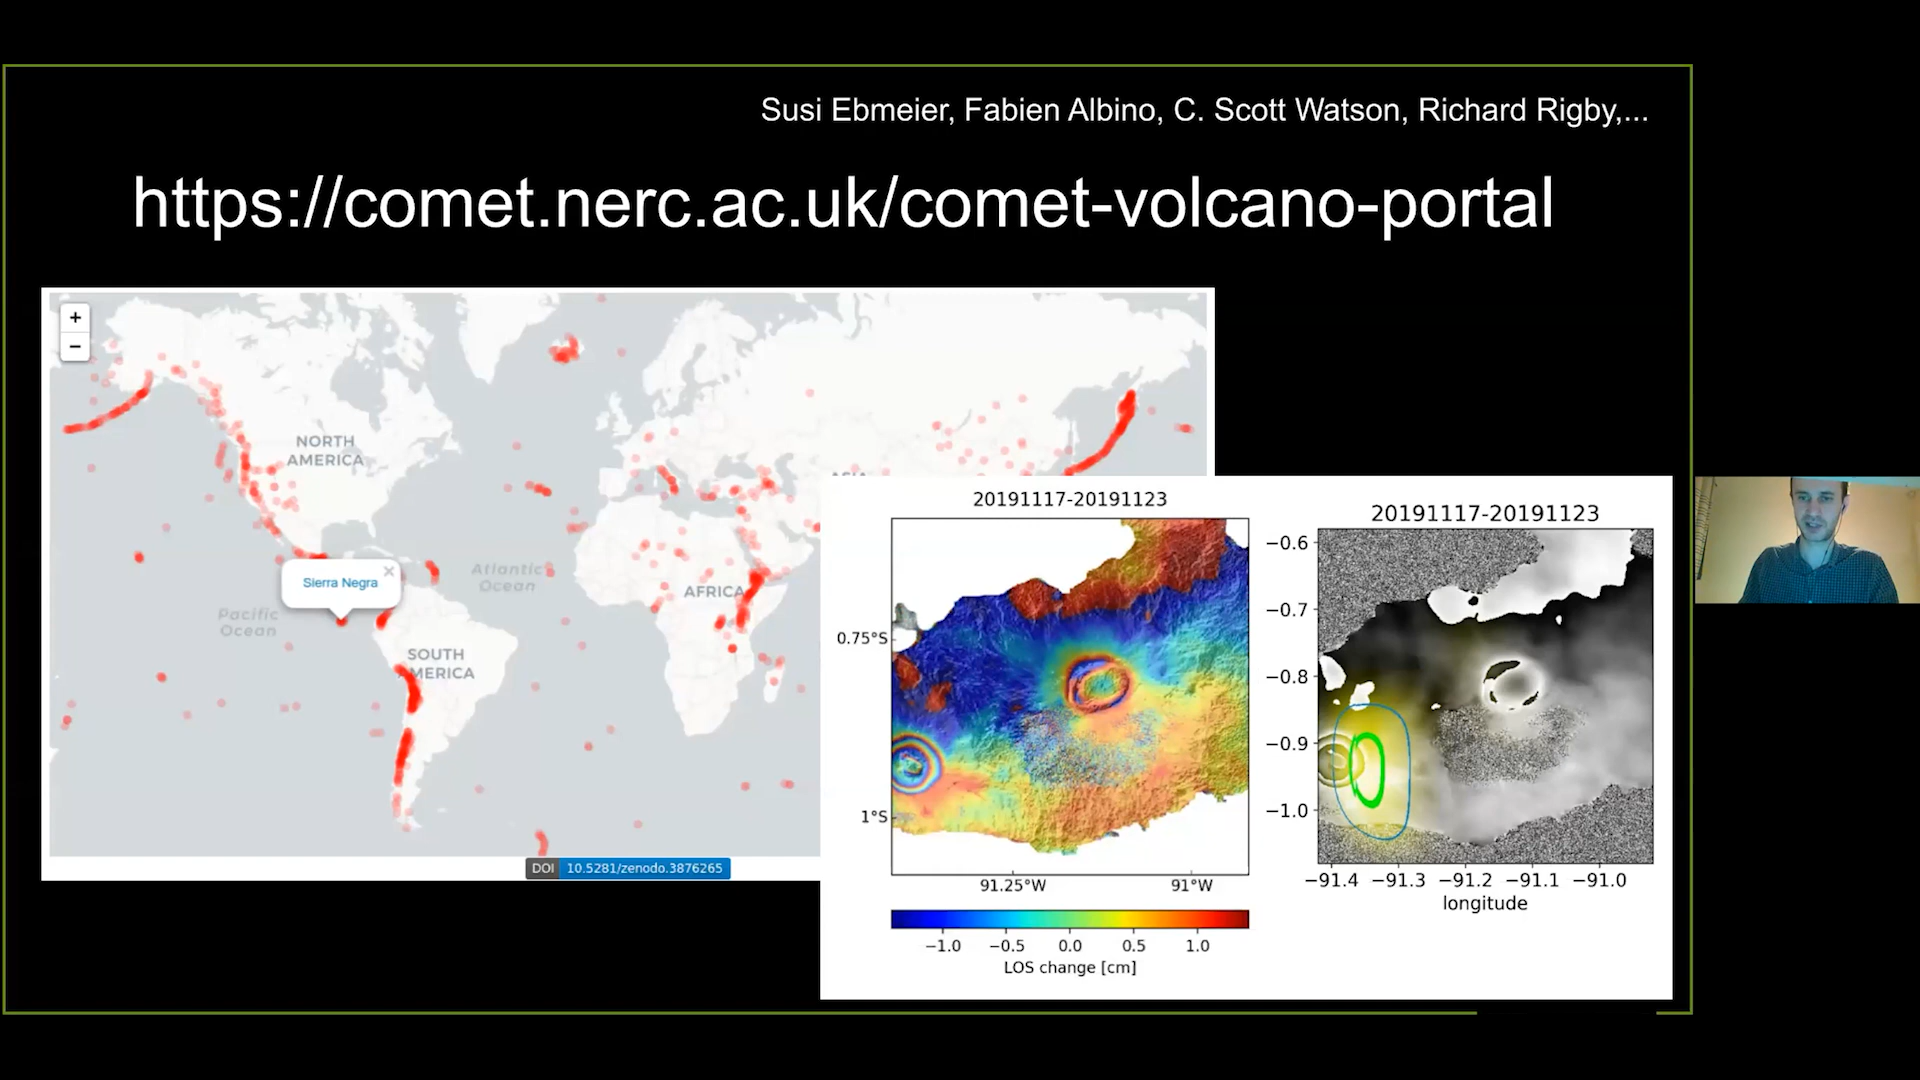 Susi Ebmeier, Fabien Albino, C. Scott Watson, Richard Rigby,...
https://comet.nerc.ac.uk/comet-volcano-portal
+
−
NORTH
AMERICA
Sierra Negra ×
Pacific
Ocean
Atlantic
Ocean
AFRICA
SOUTH
AMERICA
DOI 10.5281/zenodo.3876265
20191117-20191123
0.75°S
1°S
91.25°W 91°W
−1.0 −0.5 0.0 0.5 1.0
LOS change [cm]
20191117-20191123
−0.6
−0.7
−0.8
−0.9
−1.0
−91.4 −91.3 −91.2 −91.1 −91.0
longitude